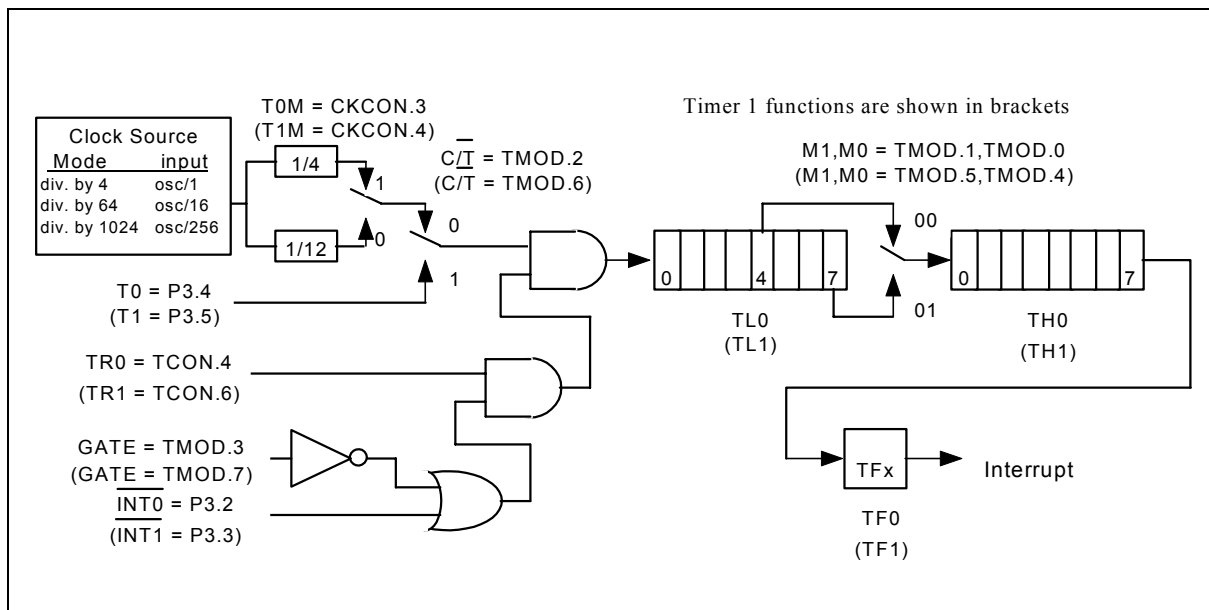 T0M = CKCON.3
(T1M = CKCON.4)
Timer 1 functions are shown in brackets
Clock Source
Mode input
div. by 4 osc/1
div. by 64 osc/16
div. by 1024 osc/256
1/4
1
1/12
0
C/T = TMOD.2
(C/T = TMOD.6)
0
1
M1,M0 = TMOD.1,TMOD.0
(M1,M0 = TMOD.5,TMOD.4)
00
01
0 4 7
TL0
(TL1)
0 7
TH0
(TH1)
T0 = P3.4
(T1 = P3.5)
TR0 = TCON.4
(TR1 = TCON.6)
GATE = TMOD.3
(GATE = TMOD.7)
INT0 = P3.2
(INT1 = P3.3)
TFx
Interrupt
TF0
(TF1)